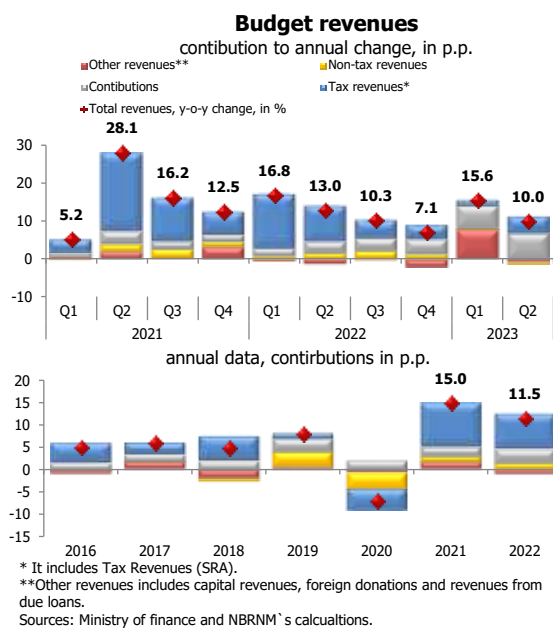 Budget revenues
contibution to annual change, in p.p.
Other revenues** Non-tax revenues
Contibutions Tax revenues*
Total revenues, y-o-y change, in %
30
20
10
0
-10
5.2 28.1 16.2 12.5 16.8 13.0 10.3 7.1 15.6 10.0
Q1 Q2 Q3 Q4 Q1 Q2 Q3 Q4 Q1 Q2
2021 2022 2023
annual data, contirbutions in p.p.
20
15
10
5
0
-5
-10
-15
15.0 11.5
2016 2017 2018 2019 2020 2021 2022
* It includes Tax Revenues (SRA).
**Other revenues includes capital revenues, foreign donations and revenues from
due loans.
Sources: Ministry of finance and NBRNM`s calcualtions.